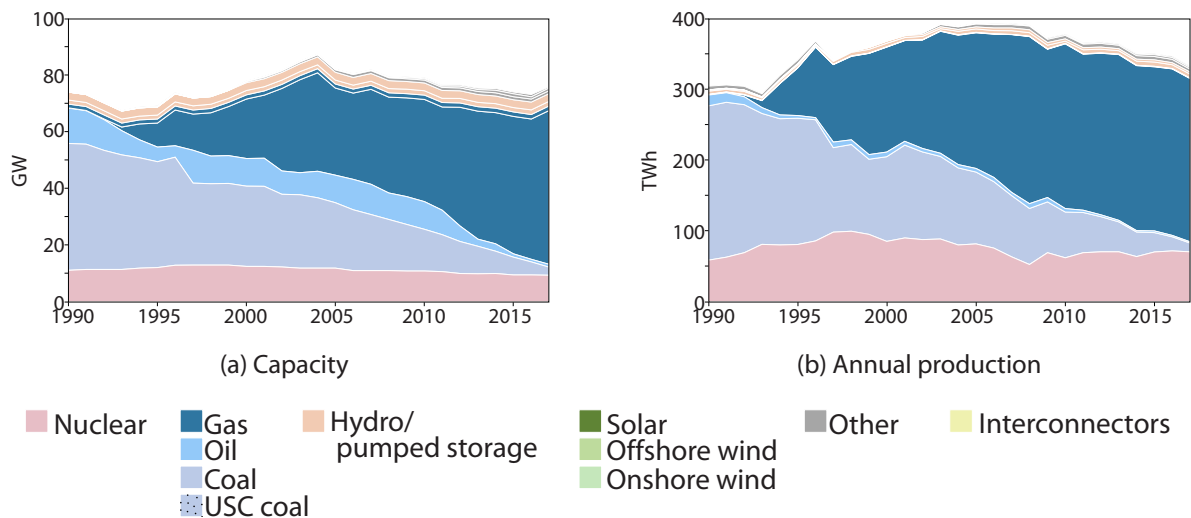 100
80
60
40
20
0
GW
1990
1995
2000
2005
2010
2015
(a) Capacity
400
300
200
100
0
TWh
1990
1995
2000
2005
2010
2015
(b) Annual production
Nuclear
Gas
Oil
Coal
USC coal
Hydro/
pumped storage
Solar
Offshore wind
Onshore wind
Other
Interconnectors